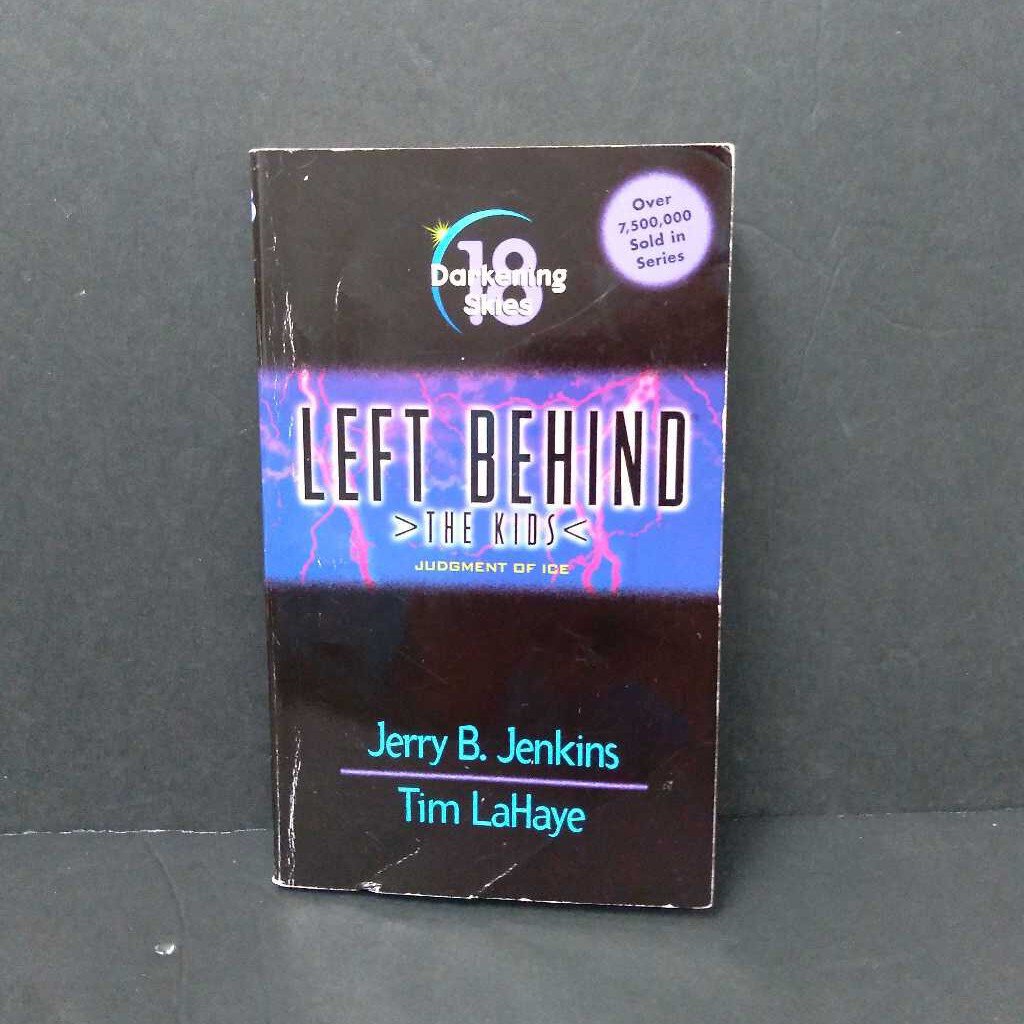 Over
7,500,000
Sold in
Series
18
Darkening
Skies
LEFT BEHIND
>THE KIDS<
JUDGMENT OF ICE
Jerry B. Jenkins
Tim LaHaye